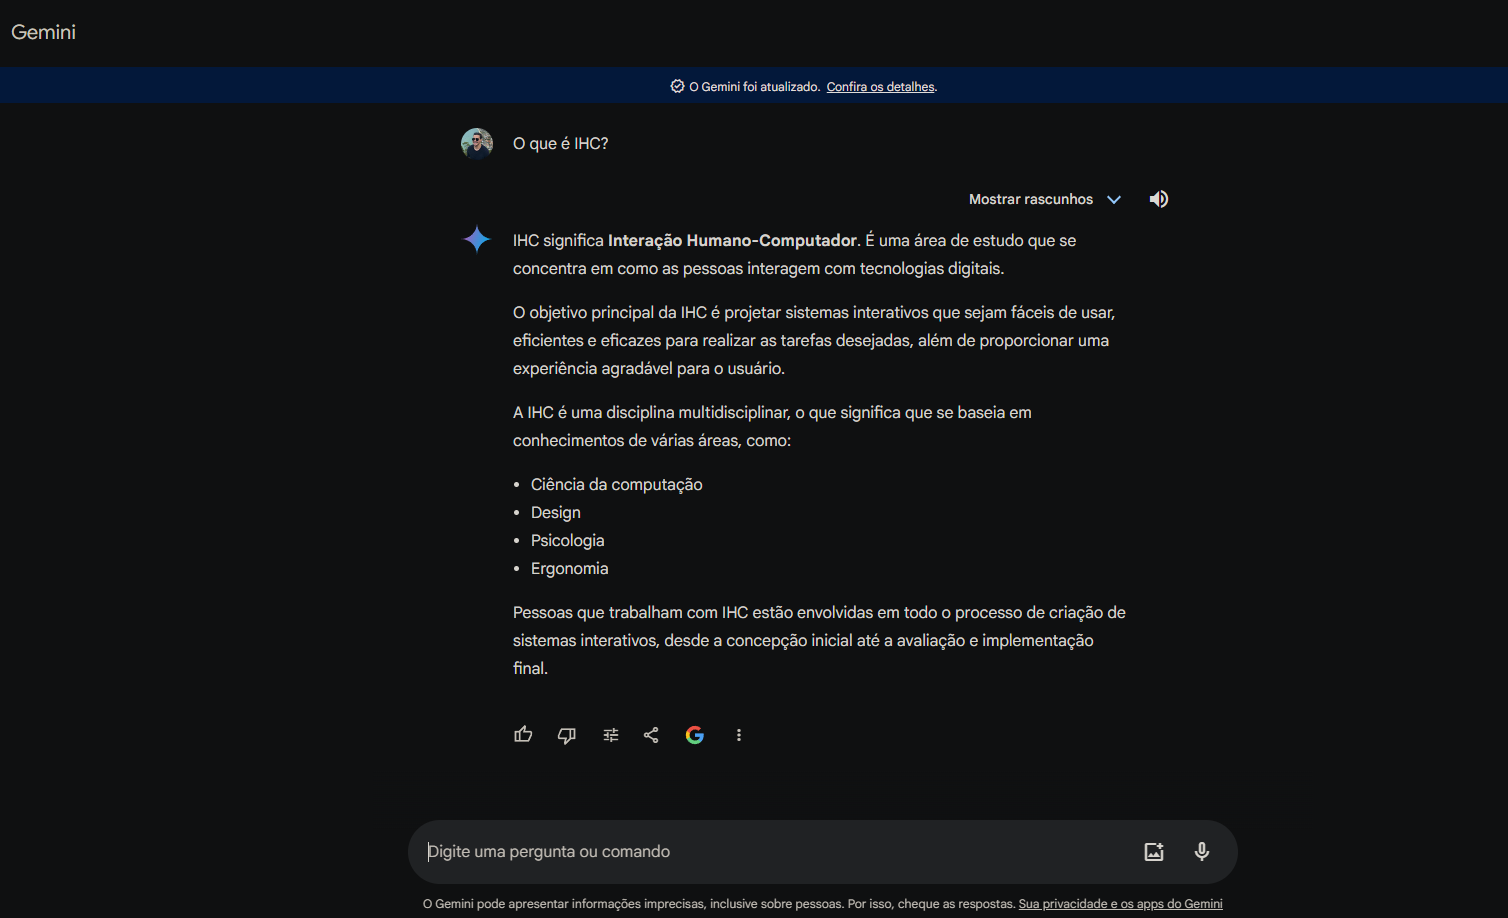 Gemini
O Gemini foi atualizado. Confira os detalhes.
O que é IHC?
Mostrar rascunhos
IHC significa Interação Humano-Computador. É uma área de estudo que se
concentra em como as pessoas interagem com tecnologias digitais.
O objetivo principal da IHC é projetar sistemas interativos que sejam fáceis de usar,
eficientes e eficazes para realizar as tarefas desejadas, além de proporcionar uma
experiência agradável para o usuário.
A IHC é uma disciplina multidisciplinar, o que significa que se baseia em
conhecimentos de várias áreas, como:
• Ciência da computação
• Design
• Psicologia
• Ergonomia
Pessoas que trabalham com IHC estão envolvidas em todo o processo de criação de
sistemas interativos, desde a concepção inicial até a avaliação e implementação
final.
Digite uma pergunta ou comando
O Gemini pode apresentar informações imprecisas, inclusive sobre pessoas. Por isso, cheque as respostas. Sua privacidade e os apps do Gemini